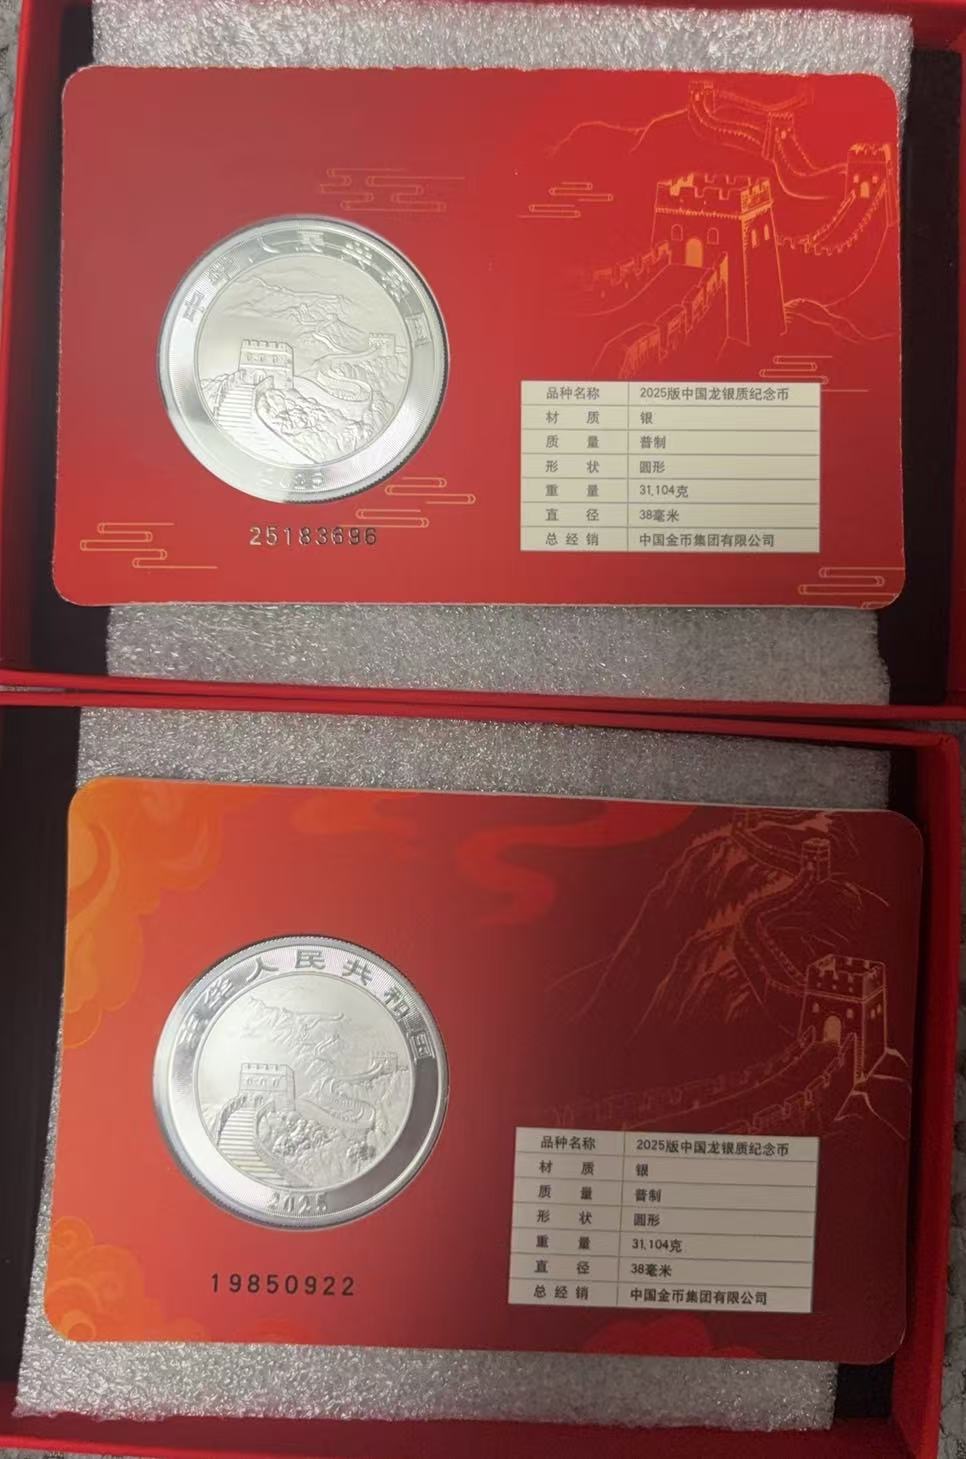 中华人民共和国
2025
25183696
品种名称 2025版中国龙银质纪念币
材 质 银
质 量 普制
形 状 圆形
重 量 31.104克
直 径 38毫米
总经销 中国金币集团有限公司
中华人民共和国
2025
19850922
品种名称 2025版中国龙银质纪念币
材 质 银
质 量 普制
形 状 圆形
重 量 31.104克
直 径 38毫米
总经销 中国金币集团有限公司